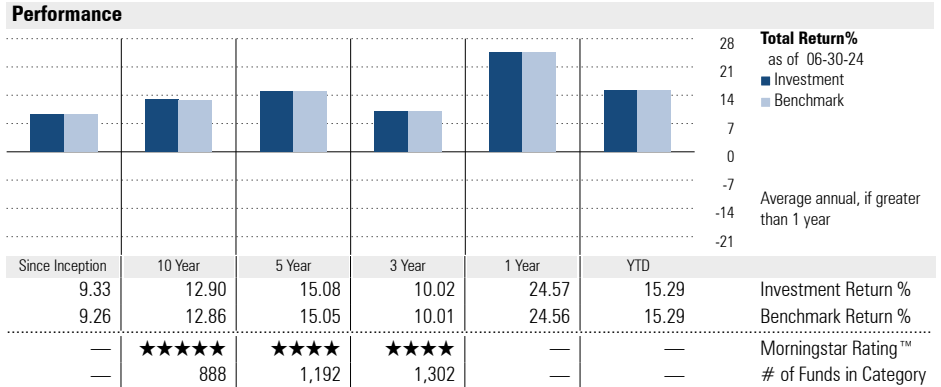 Performance
28
21
14
7
0
-7
-14
-21
Total Return%
as of 06-30-24
Investment
Benchmark
Average annual, if greater
than 1 year
Since Inception 10 Year 5 Year 3 Year 1 Year YTD
9.33 12.90 15.08 10.02 24.57 15.29 Investment Return %
9.26 12.86 15.05 10.01 24.56 15.29 Benchmark Return %
— ★★★★★ ★★★★ ★★★★ — — Morningstar Rating™
— 888 1,192 1,302 — — # of Funds in Category